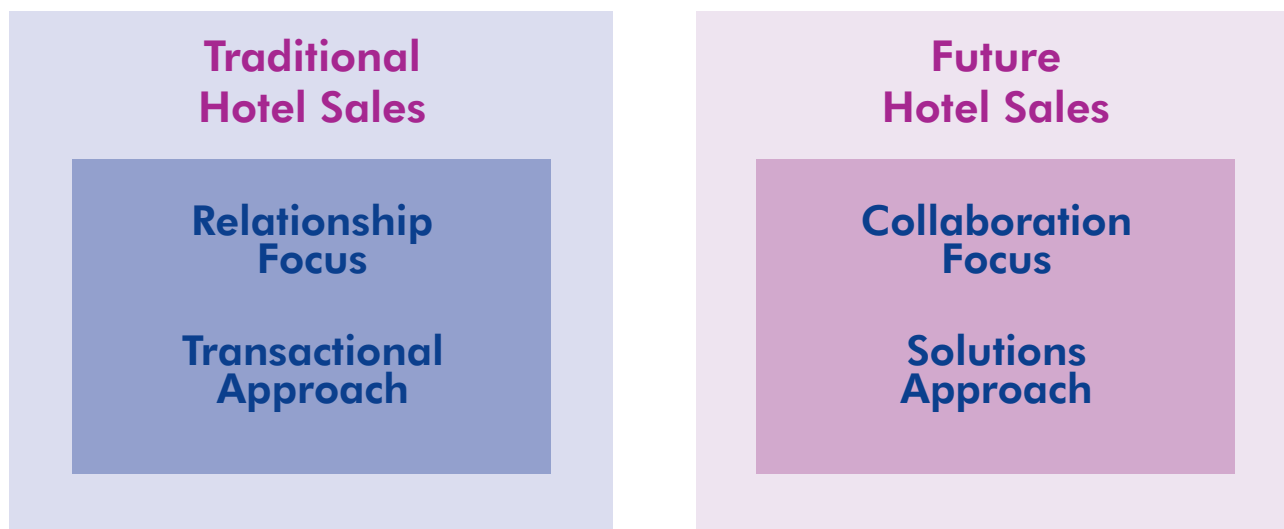 Traditional
Hotel Sales
Relationship
Focus
Transactional
Approach
Future
Hotel Sales
Collaboration
Focus
Solutions
Approach